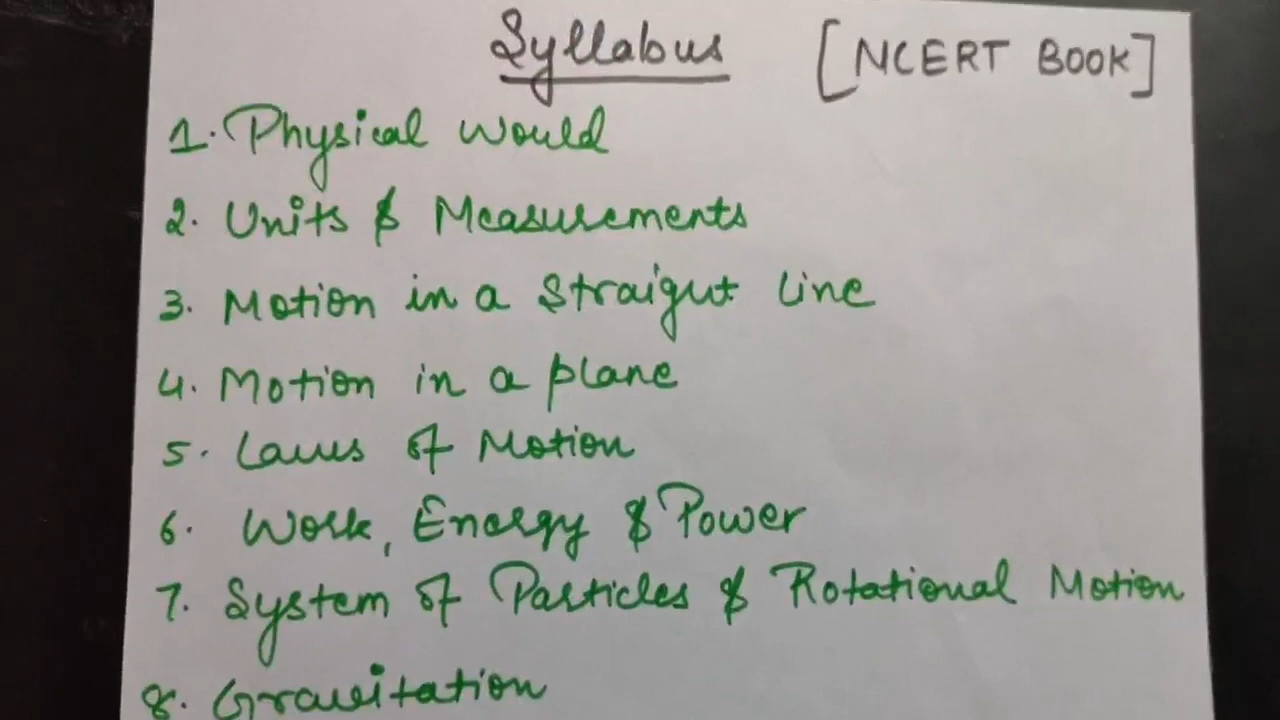 Syllabus [NCERT BOOK]
1. Physical World
2. Units & Measurements
3. Motion in a Straight Line
4. Motion in a plane
5. Laws of Motion
6. Work, Energy & Power
7. System of Particles & Rotational Motion
8. Gravitation